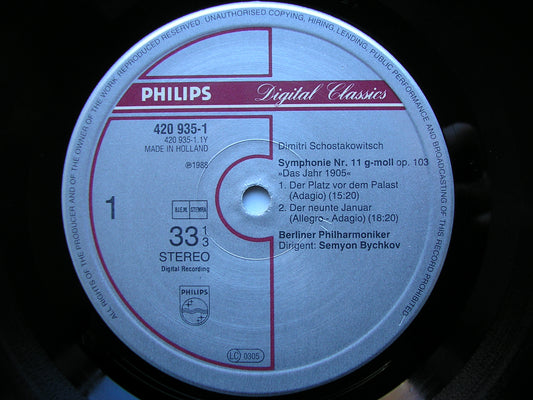 ALL RIGHTS OF THE PRODUCER AND OF THE OWNER OF THE WORK REPRODUCED RESERVED. UNAUTHORISED COPYING, HIRING, LENDING, PUBLIC PERFORMANCE AND BROADCASTING OF THIS RECORD PROHIBITED.
PHILIPS
Digital Classics
420 935-1
420 935-1.1Y
MADE IN HOLLAND
Ⓟ1988
1
B.I.E.M.
STEMRA
33 1/3
STEREO
Digital Recording
PHILIPS
Dimitri Schostakowitsch
Symphonie Nr. 11 g-moll op. 103
»Das Jahr 1905«
1. Der Platz vor dem Palast
(Adagio) (15:20)
2. Der neunte Januar
(Allegro - Adagio) (18:20)
Berliner Philharmoniker
Dirigent: Semyon Bychkov
LC 0305